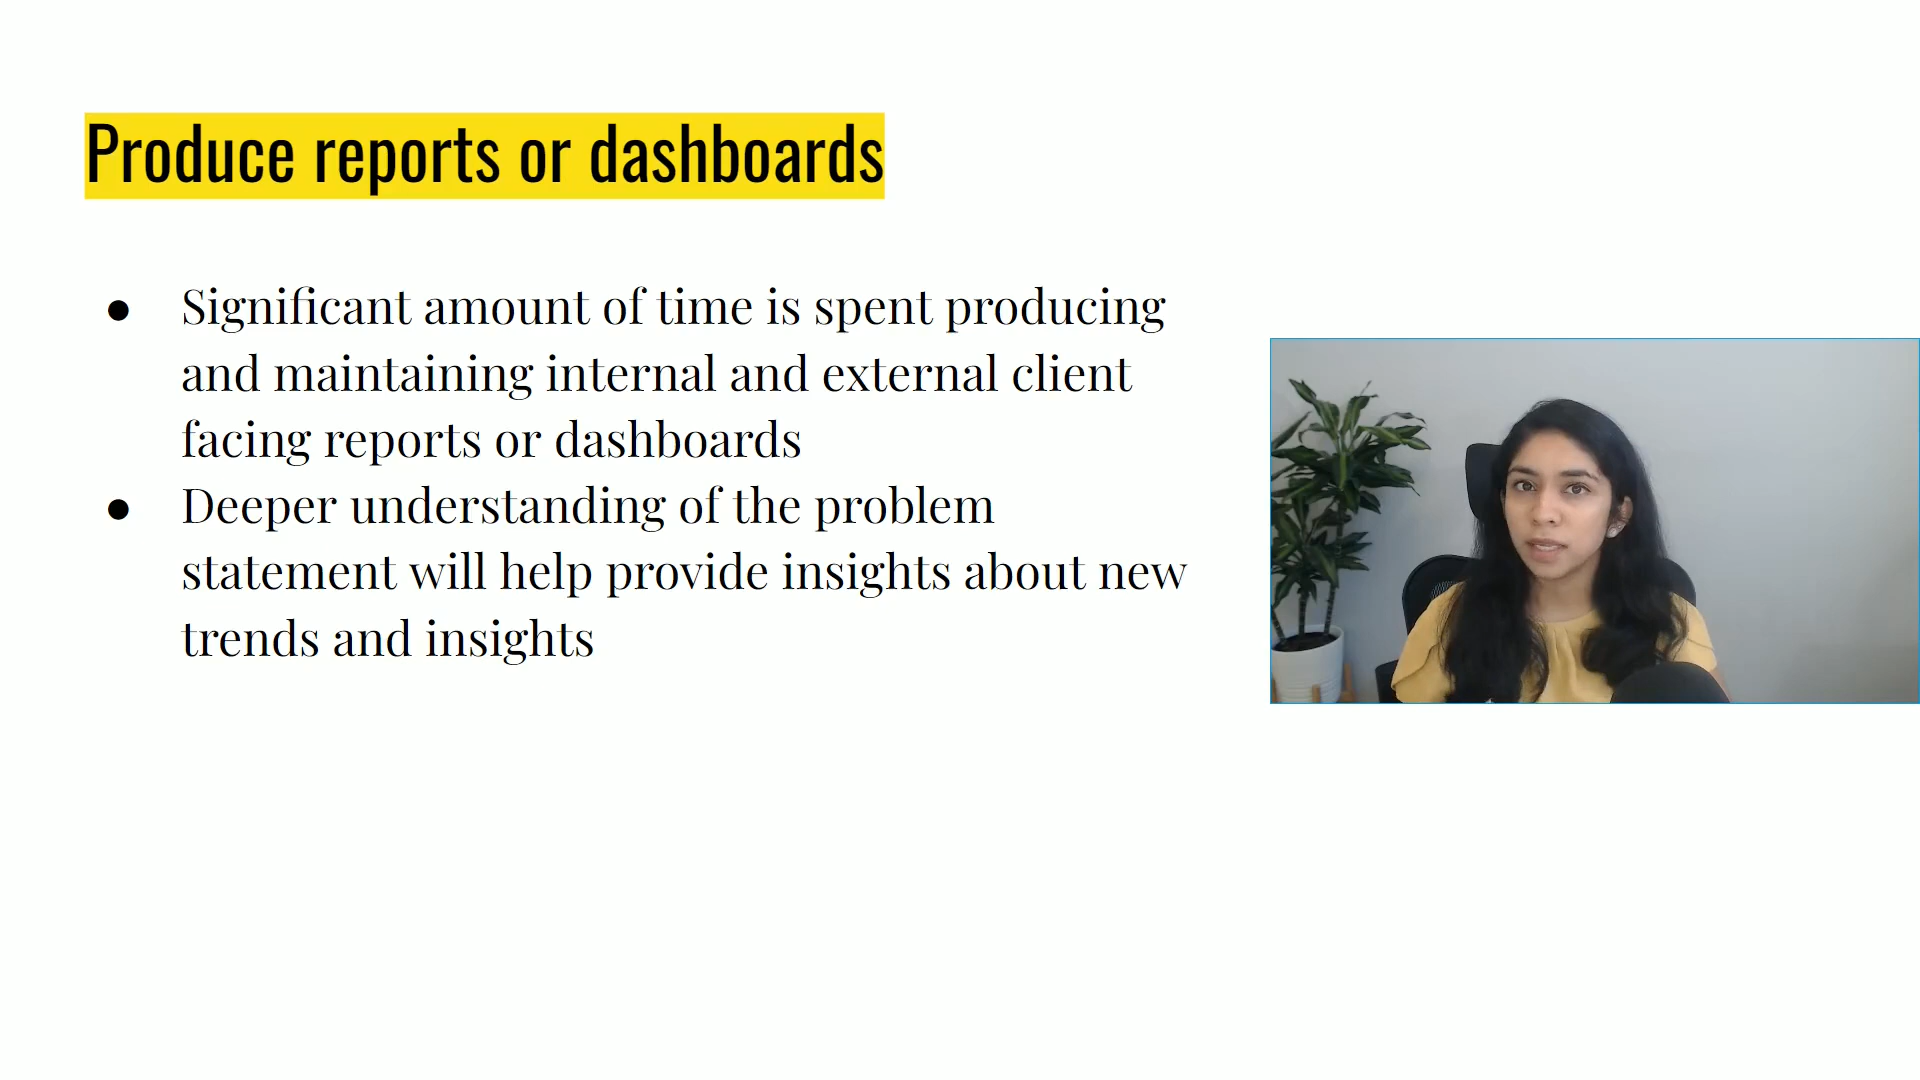 Produce reports or dashboards
● Significant amount of time is spent producing
and maintaining internal and external client
facing reports or dashboards
● Deeper understanding of the problem
statement will help provide insights about new
trends and insights